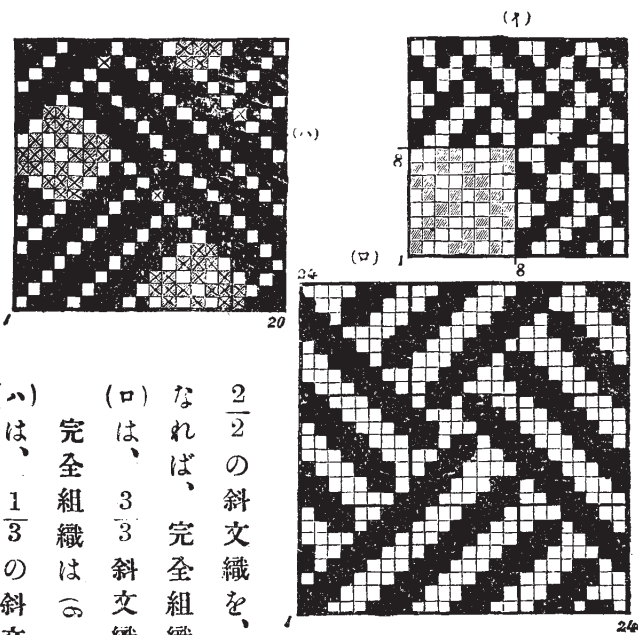 (イ)
8
1
8
(ロ)
24
1
24
(ハ)
1
20
2/2の斜文織を、
なれば、完全組織
(ロ)は、3/3斜文織
完全組織は(6
(ハ)は、1/3の斜文